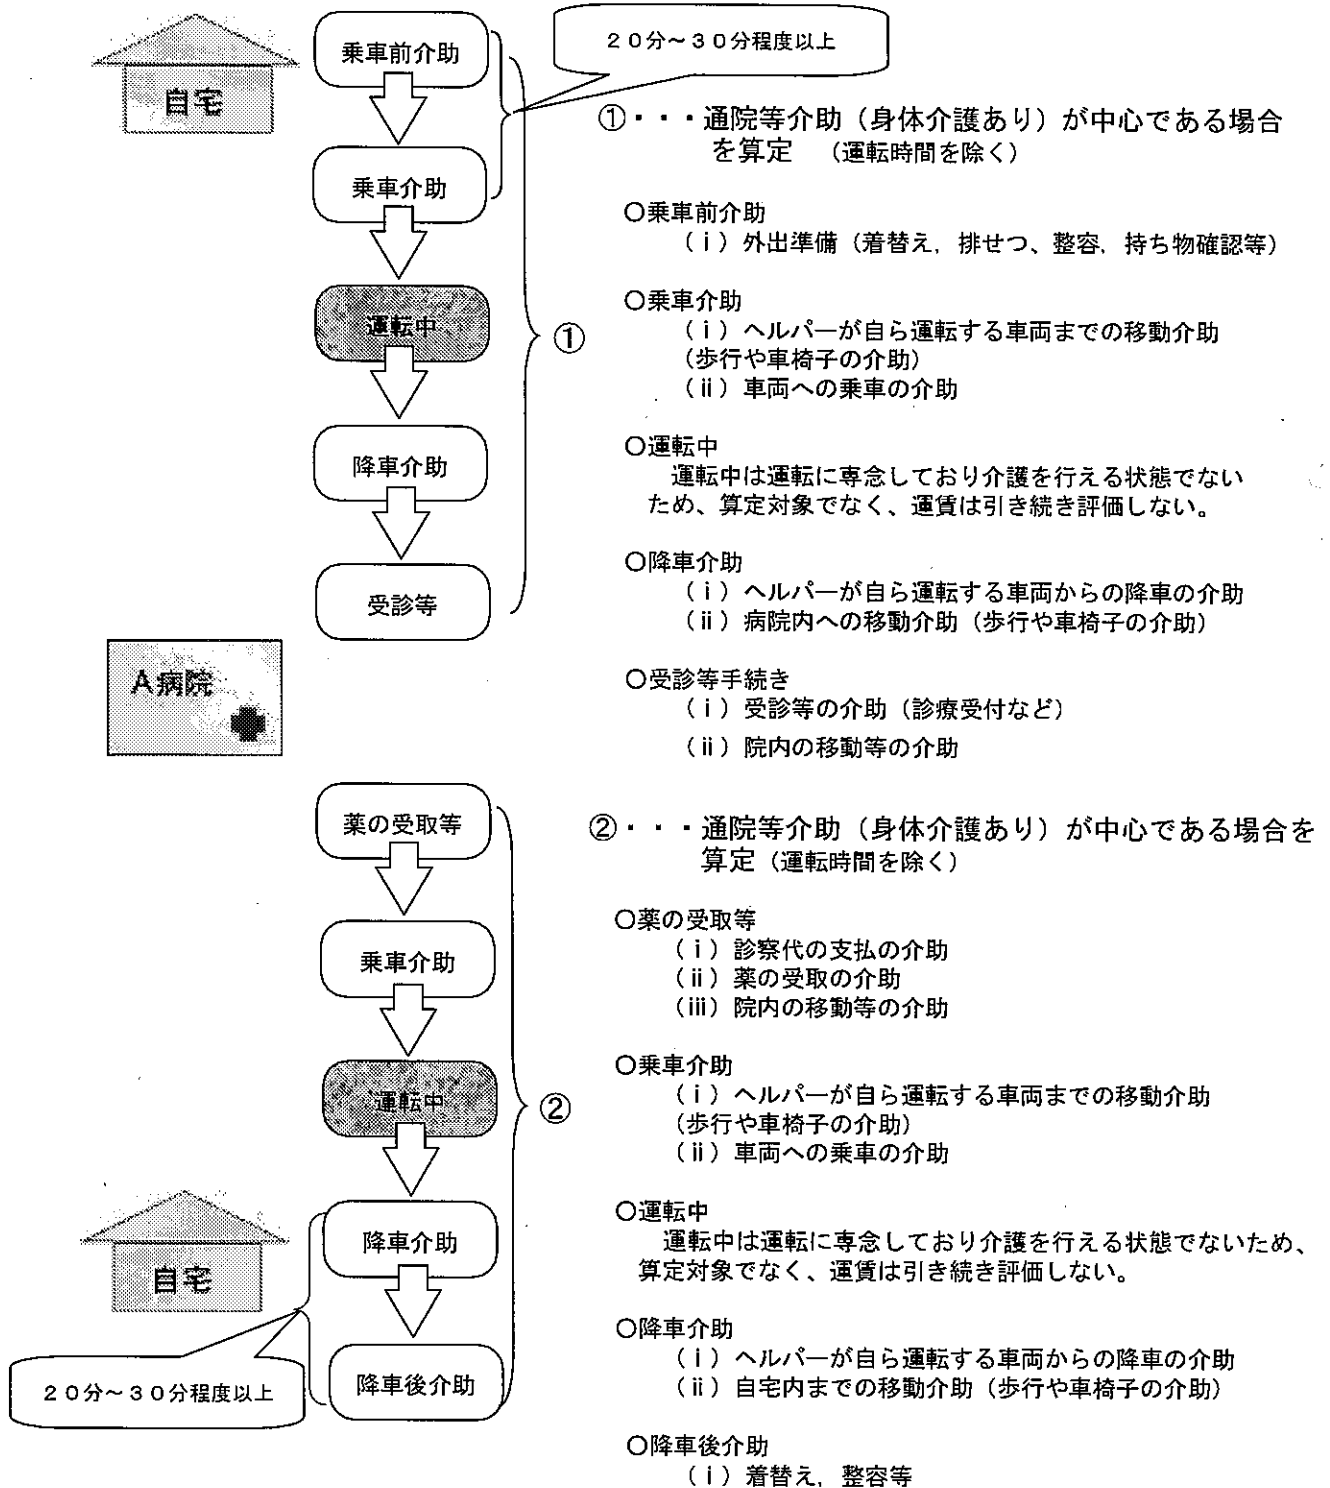 自宅
乗車前介助
２０分～３０分程度以上
乗車介助
運転中
降車介助
受診等
①
A病院
①・・・通院等介助（身体介護あり）が中心である場合
を算定　（運転時間を除く）
〇乗車前介助
（ⅰ）外出準備（着替え，排せつ、整容，持ち物確認等）
〇乗車介助
（ⅰ）ヘルパーが自ら運転する車両までの移動介助
（歩行や車椅子の介助）
（ⅱ）車両への乗車の介助
〇運転中
運転中は運転に専念しており介護を行える状態でない
ため、算定対象でなく、運賃は引き続き評価しない。
〇降車介助
（ⅰ）ヘルパーが自ら運転する車両からの降車の介助
（ⅱ）病院内への移動介助（歩行や車椅子の介助）
〇受診等手続き
（ⅰ）受診等の介助（診療受付など）
（ⅱ）院内の移動等の介助
薬の受取等
乗車介助
運転中
②
自宅
降車介助
降車後介助
２０分～３０分程度以上
②・・・通院等介助（身体介護あり）が中心である場合を
算定（運転時間を除く）
〇薬の受取等
（ⅰ）診察代の支払の介助
（ⅱ）薬の受取の介助
（ⅲ）院内の移動等の介助
〇乗車介助
（ⅰ）ヘルパーが自ら運転する車両までの移動介助
（歩行や車椅子の介助）
（ⅱ）車両への乗車の介助
〇運転中
運転中は運転に専念しており介護を行える状態でないため、
算定対象でなく、運賃は引き続き評価しない。
〇降車介助
（ⅰ）ヘルパーが自ら運転する車両からの降車の介助
（ⅱ）自宅内までの移動介助（歩行や車椅子の介助）
〇降車後介助
（ⅰ）着替え，整容等